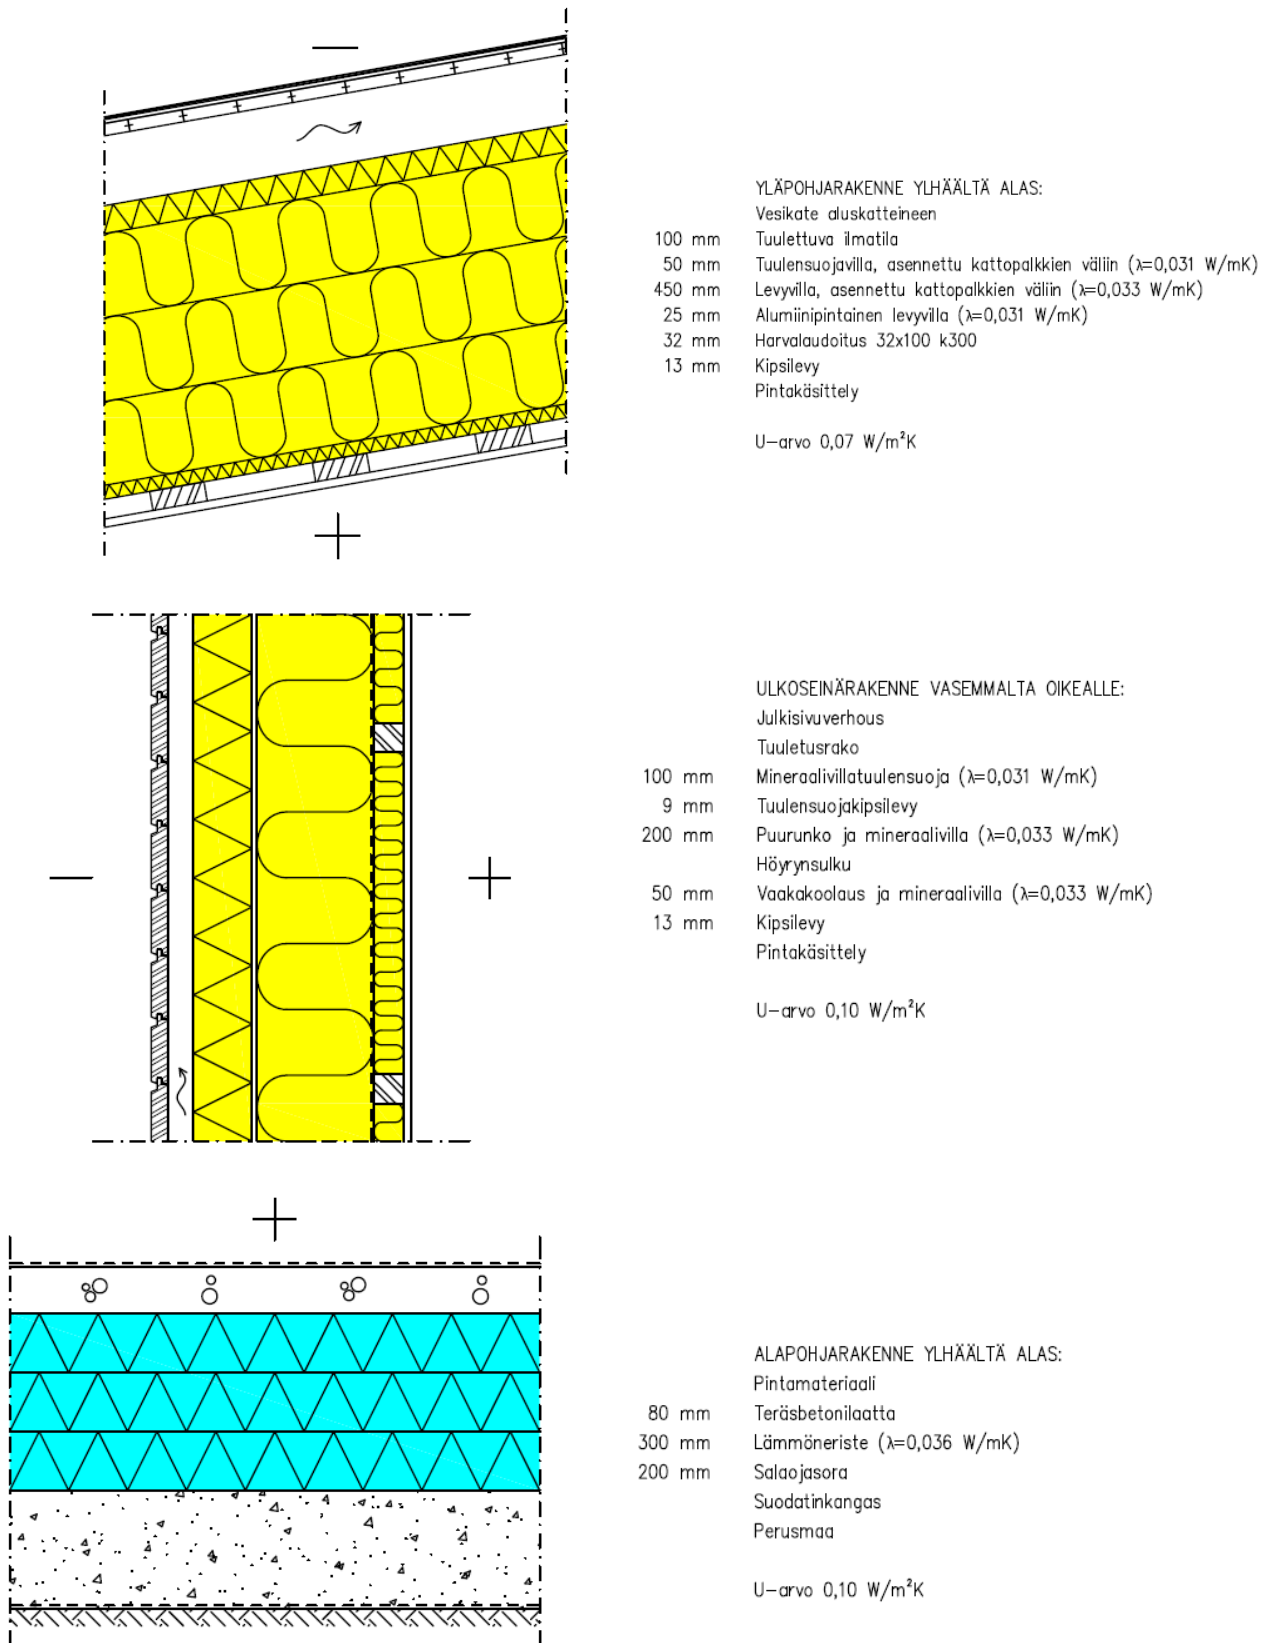 YLÄPOHJARAKENNE YLHÄÄLTÄ ALAS:
Vesikate aluskatteineen
100 mm Tuulettuva ilmatila
50 mm Tuulensuojavilla, asennettu kattopalkkien väliin (λ=0,031 W/mK)
450 mm Levyvilla, asennettu kattopalkkien väliin (λ=0,033 W/mK)
25 mm Alumiinipintainen levyvilla (λ=0,031 W/mK)
32 mm Harvalaudoitus 32x100 k300
13 mm Kipsilevy
Pintakäsittely
U-arvo 0,07 W/m²K
ULKOSEINÄRAKENNE VASEMMALTA OIKEALLE:
Julkisivuverhous
Tuuletusrako
100 mm Mineraalivillatuulensuoja (λ=0,031 W/mK)
9 mm Tuulensuojakipsilevy
200 mm Puurunko ja mineraalivilla (λ=0,033 W/mK)
Höyrynsulku
50 mm Vaakakoolaus ja mineraalivilla (λ=0,033 W/mK)
13 mm Kipsilevy
Pintakäsittely
U-arvo 0,10 W/m²K
ALAPOHJARAKENNE YLHÄÄLTÄ ALAS:
Pintamateriaali
80 mm Teräsbetonilaatta
300 mm Lämmöneriste (λ=0,036 W/mK)
200 mm Salaojasora
Suodatinkangas
Perusmaa
U-arvo 0,10 W/m²K